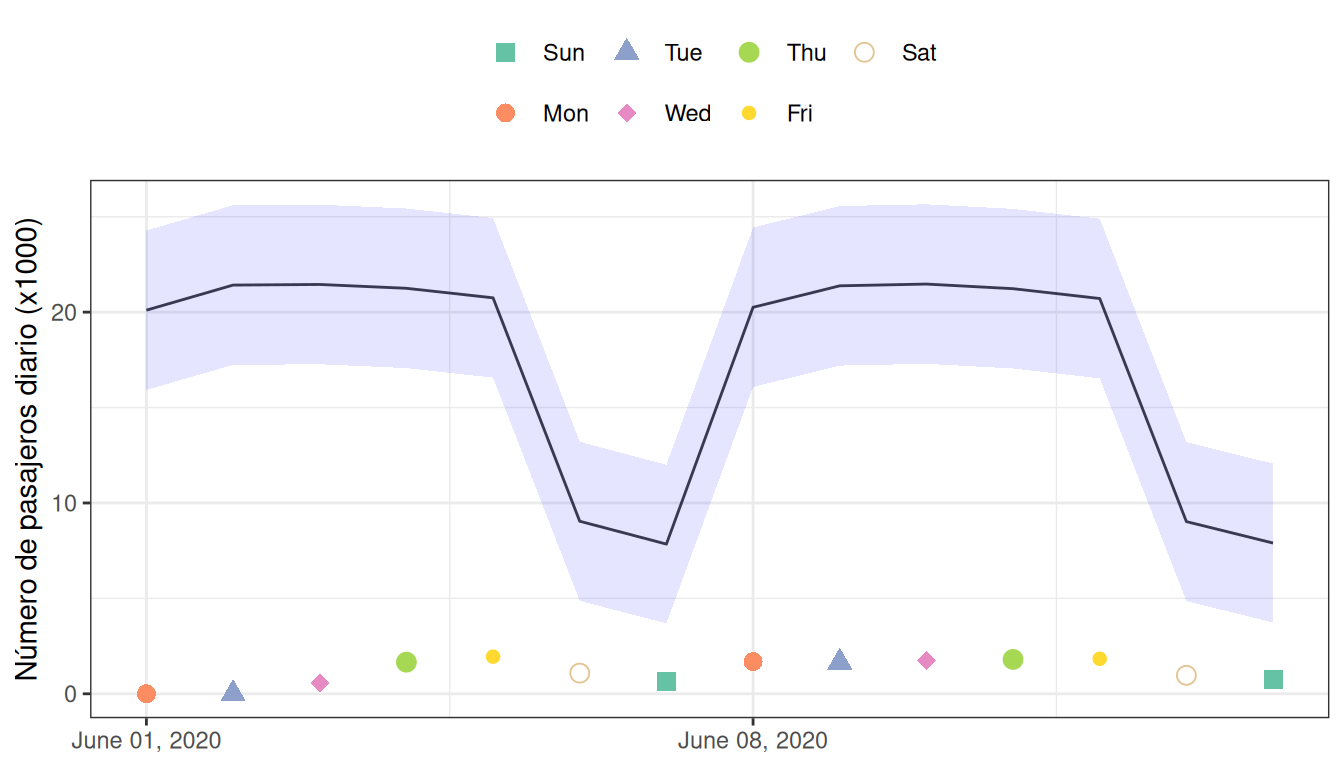 Sun Tue Thu Sat
Mon Wed Fri
Número de pasajeros diario (x1000)
20
10
0
June 01, 2020 June 08, 2020